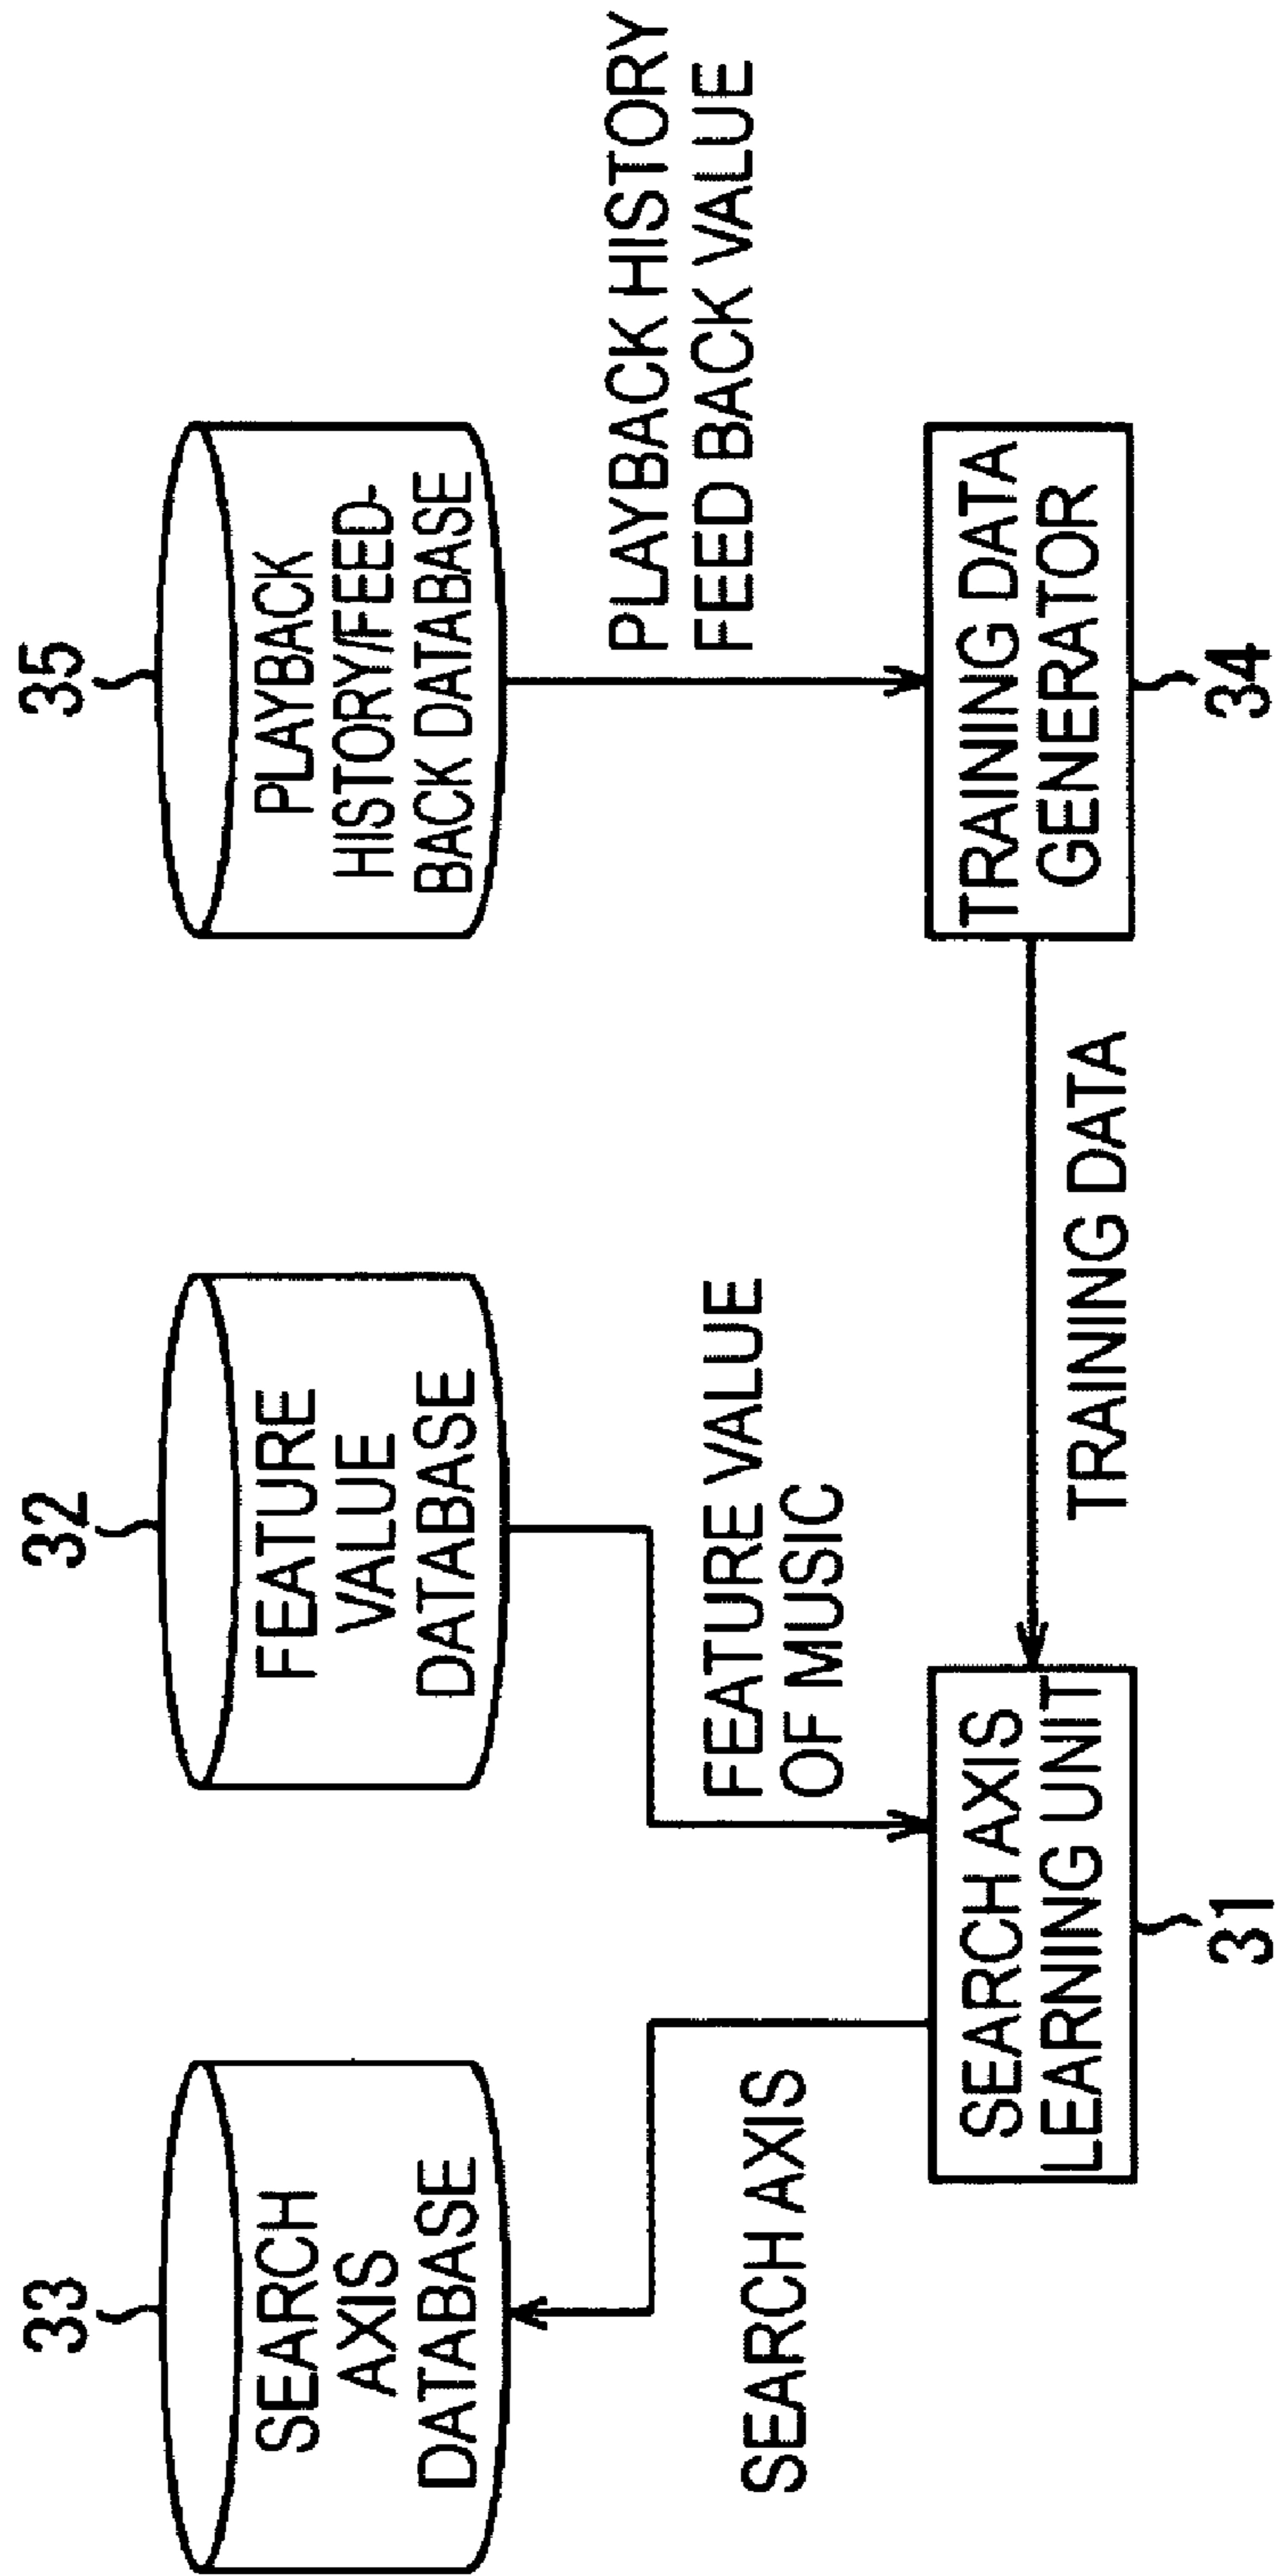 33
SEARCH
AXIS
DATABASE
32
FEATURE
VALUE
DATABASE
35
PLAYBACK
HISTORY/FEED-
BACK DATABASE
SEARCH AXIS
FEATURE VALUE
OF MUSIC
PLAYBACK HISTORY
FEED BACK VALUE
SEARCH AXIS
LEARNING UNIT
31
TRAINING DATA
TRAINING DATA
GENERATOR
34